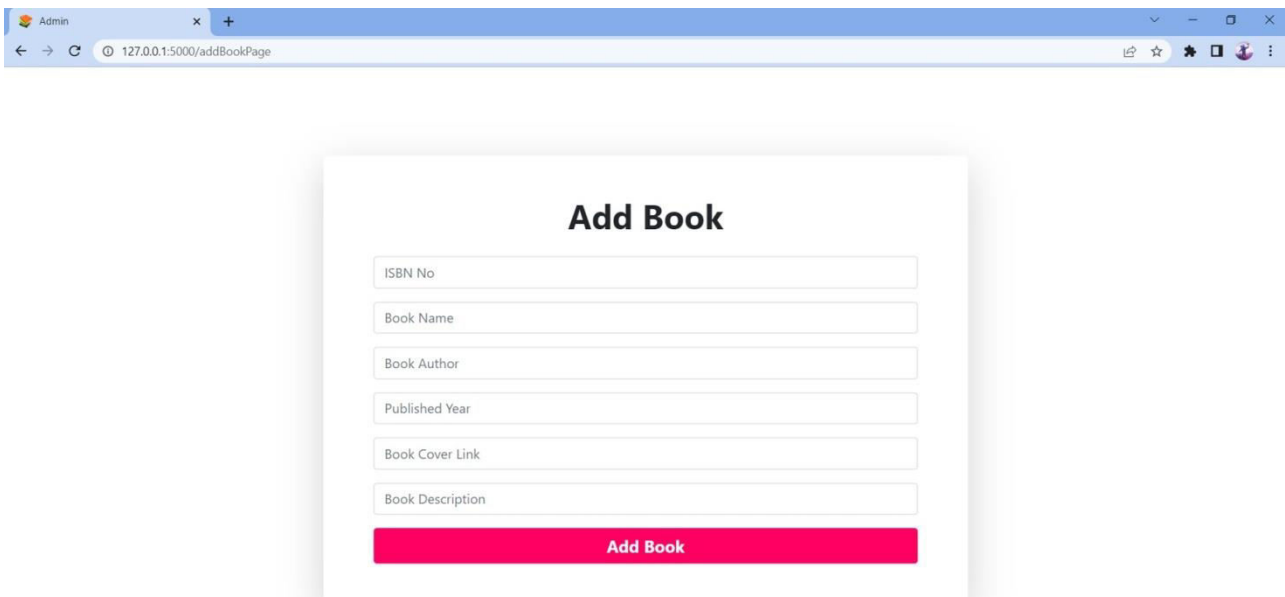 Admin
127.0.0.1:5000/addBookPage
Add Book
ISBN No
Book Name
Book Author
Published Year
Book Cover Link
Book Description
Add Book